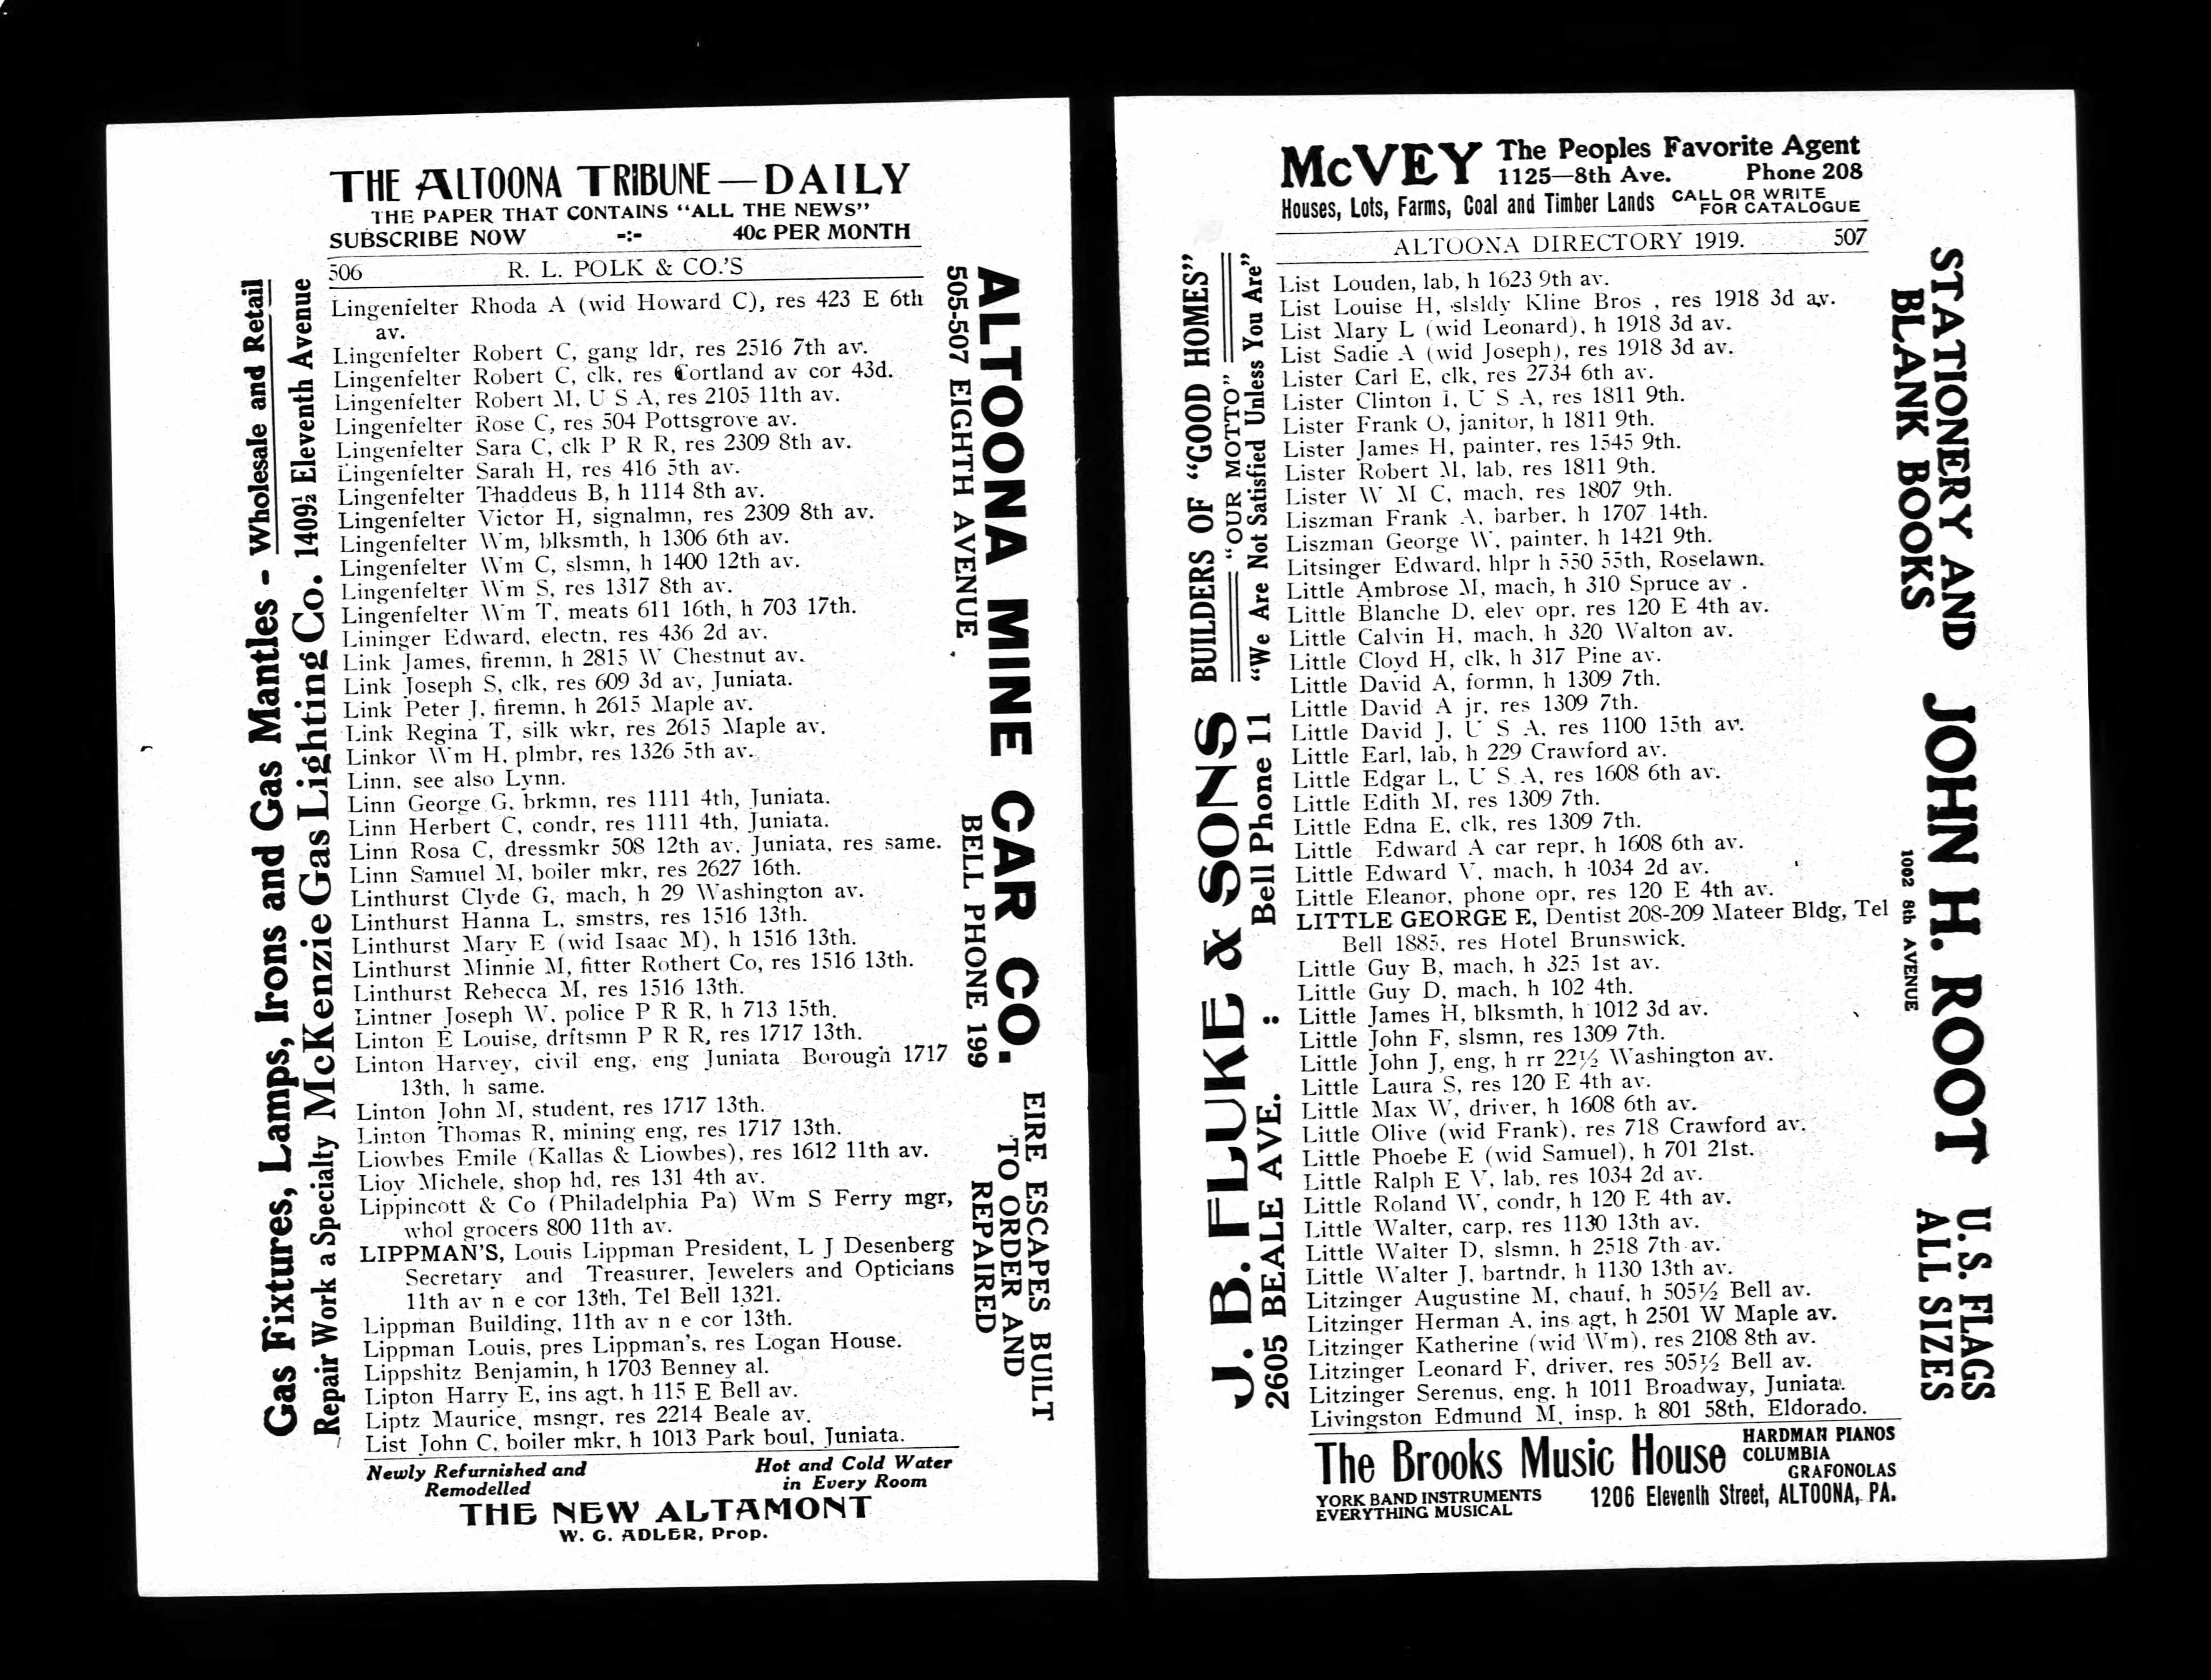 THE ALTOONA TRIBUNE—DAILY
THE PAPER THAT CONTAINS "ALL THE NEWS"
SUBSCRIBE NOW -:- 40c PER MONTH
506 R. L. POLK & CO.'S
Lingenfelter Rhoda A (wid Howard C), res 423 E 6th
av.
Lingenfelter Robert C, gang ldr, res 2516 7th av.
Lingenfelter Robert C, clk, res Cortland av cor 43d.
Lingenfelter Robert M, U S A, res 2105 11th av.
Lingenfelter Rose C, res 504 Pottsgrove av.
Lingenfelter Sara C, clk P R R, res 2309 8th av.
Lingenfelter Sarah H, res 416 5th av.
Lingenfelter Thaddeus B, h 1114 8th av.
Lingenfelter Victor H, signalmn, res 2309 8th av.
Lingenfelter Wm, blksmth, h 1306 6th av.
Lingenfelter Wm C, slsmn, h 1400 12th av.
Lingenfelter Wm S, res 1317 8th av.
Lingenfelter Wm T, meats 611 16th, h 703 17th.
Lininger Edward, electn, res 436 2d av.
Link James, firemn, h 2815 W Chestnut av.
Link Joseph S, clk, res 609 3d av, Juniata.
Link Peter J, firemn, h 2615 Maple av.
Link Regina T, silk wkr, res 2615 Maple av.
Linkor Wm H, plmbr, res 1326 5th av.
Linn, see also Lynn.
Linn George G, brkmn, res 1111 4th, Juniata.
Linn Herbert C, condr, res 1111 4th, Juniata.
Linn Rosa C, dressmkr 508 12th av, Juniata, res same.
Linn Samuel M, boiler mkr, res 2627 16th.
Linthurst Clyde G, mach, h 29 Washington av.
Linthurst Hanna L, smstrs, res 1516 13th.
Linthurst Mary E (wid Isaac M), h 1516 13th.
Linthurst Minnie M, fitter Rothert Co, res 1516 13th.
Linthurst Rebecca M, res 1516 13th.
Lintner Joseph W, police P R R, h 713 15th.
Linton E Louise, drftsmn P R R, res 1717 13th.
Linton Harvey, civil eng, eng Juniata Borough 1717
13th, h same.
Linton John M, student, res 1717 13th.
Linton Thomas R, mining eng, res 1717 13th.
Liowbes Emile (Kallas & Liowbes), res 1612 11th av.
Lioy Michele, shop hd, res 131 4th av.
Lippincott & Co (Philadelphia Pa) Wm S Ferry mgr,
whol grocers 800 11th av.
LIPPMAN'S, Louis Lippman President, L J Desenberg
Secretary and Treasurer, Jewelers and Opticians
11th av n e cor 13th, Tel Bell 1321.
Lippman Building, 11th av n e cor 13th.
Lippman Louis, pres Lippman's, res Logan House.
Lippshitz Benjamin, h 1703 Benney al.
Lipton Harry E, ins agt, h 115 E Bell av.
Liptz Maurice, msngr, res 2214 Beale av.
List John C, boiler mkr, h 1013 Park boul, Juniata.
Newly Refurnished and Hot and Cold Water
Remodelled in Every Room
THE NEW ALTAMONT
W. G. ADLER, Prop.
Gas Fixtures, Lamps, Irons and Gas Mantles - Wholesale and Retail
Repair Work a Specialty McKenzie Gas Lighting Co. 1409½ Eleventh Avenue
ALTOONA MINE CAR CO. EIRE ESCAPES BUILT
505-507 EIGHTH AVENUE BELL PHONE 199 TO ORDER AND
REPAIRED
McVEY The Peoples Favorite Agent
1125—8th Ave. Phone 208
Houses, Lots, Farms, Coal and Timber Lands CALL OR WRITE
FOR CATALOGUE
ALTOONA DIRECTORY 1919. 507
List Louden, lab, h 1623 9th av.
List Louise H, slsldy Kline Bros , res 1918 3d av.
List Mary L (wid Leonard), h 1918 3d av.
List Sadie A (wid Joseph), res 1918 3d av.
Lister Carl E, clk, res 2734 6th av.
Lister Clinton I, U S A, res 1811 9th.
Lister Frank O, janitor, h 1811 9th.
Lister James H, painter, res 1545 9th.
Lister Robert M, lab, res 1811 9th.
Lister W M C, mach, res 1807 9th.
Liszman Frank A, barber, h 1707 14th.
Liszman George W, painter, h 1421 9th.
Litsinger Edward, hlpr h 550 55th, Roselawn.
Little Ambrose M, mach, h 310 Spruce av .
Little Blanche D, elev opr, res 120 E 4th av.
Little Calvin H, mach, h 320 Walton av.
Little Cloyd H, clk, h 317 Pine av.
Little David A, formn, h 1309 7th.
Little David A jr, res 1309 7th.
Little David J, U S A, res 1100 15th av.
Little Earl, lab, h 229 Crawford av.
Little Edgar L, U S A, res 1608 6th av.
Little Edith M, res 1309 7th.
Little Edna E, clk, res 1309 7th.
Little Edward A car repr, h 1608 6th av.
Little Edward V, mach, h 1034 2d av.
Little Eleanor, phone opr, res 120 E 4th av.
LITTLE GEORGE E, Dentist 208-209 Mateer Bldg, Tel
Bell 1885, res Hotel Brunswick.
Little Guy B, mach, h 325 1st av.
Little Guy D, mach, h 102 4th.
Little James H, blksmth, h 1012 3d av.
Little John F, slsmn, res 1309 7th.
Little John J, eng, h rr 22½ Washington av.
Little Laura S, res 120 E 4th av.
Little Max W, driver, h 1608 6th av.
Little Olive (wid Frank), res 718 Crawford av.
Little Phoebe E (wid Samuel), h 701 21st.
Little Ralph E V, lab, res 1034 2d av.
Little Roland W, condr, h 120 E 4th av.
Little Walter, carp, res 1130 13th av.
Little Walter D, slsmn, h 2518 7th av.
Little Walter J, bartndr, h 1130 13th av.
Litzinger Augustine M, chauf, h 505½ Bell av.
Litzinger Herman A, ins agt, h 2501 W Maple av.
Litzinger Katherine (wid Wm), res 2108 8th av.
Litzinger Leonard F, driver, res 505½ Bell av.
Litzinger Serenus, eng, h 1011 Broadway, Juniata.
Livingston Edmund M, insp, h 801 58th, Eldorado.
The Brooks Music House HARDMAN PIANOS
COLUMBIA
GRAFONOLAS
YORK BAND INSTRUMENTS
EVERYTHING MUSICAL
1206 Eleventh Street, ALTOONA, PA.
J. B. FLUKE & SONS BUILDERS OF "GOOD HOMES"
"OUR MOTTO"
2605 BEALE AVE. : Bell Phone 11 "We Are Not Satisfied Unless You Are"
STATIONERY AND JOHN H. ROOT U.S. FLAGS
BLANK BOOKS 1002 8th AVENUE ALL SIZES